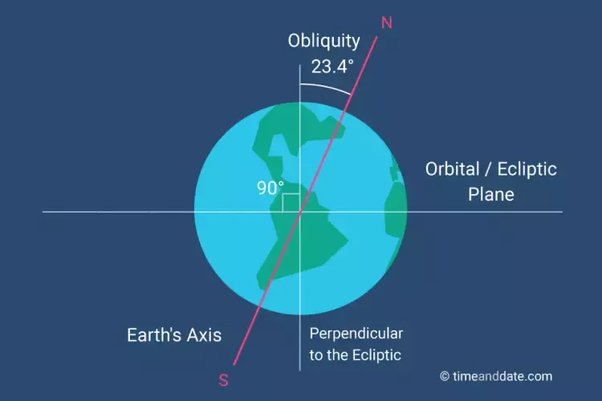 N
Obliquity
23.4°
Orbital / Ecliptic
Plane
90°
Earth's Axis
Perpendicular
to the Ecliptic
S
© timeanddate.com